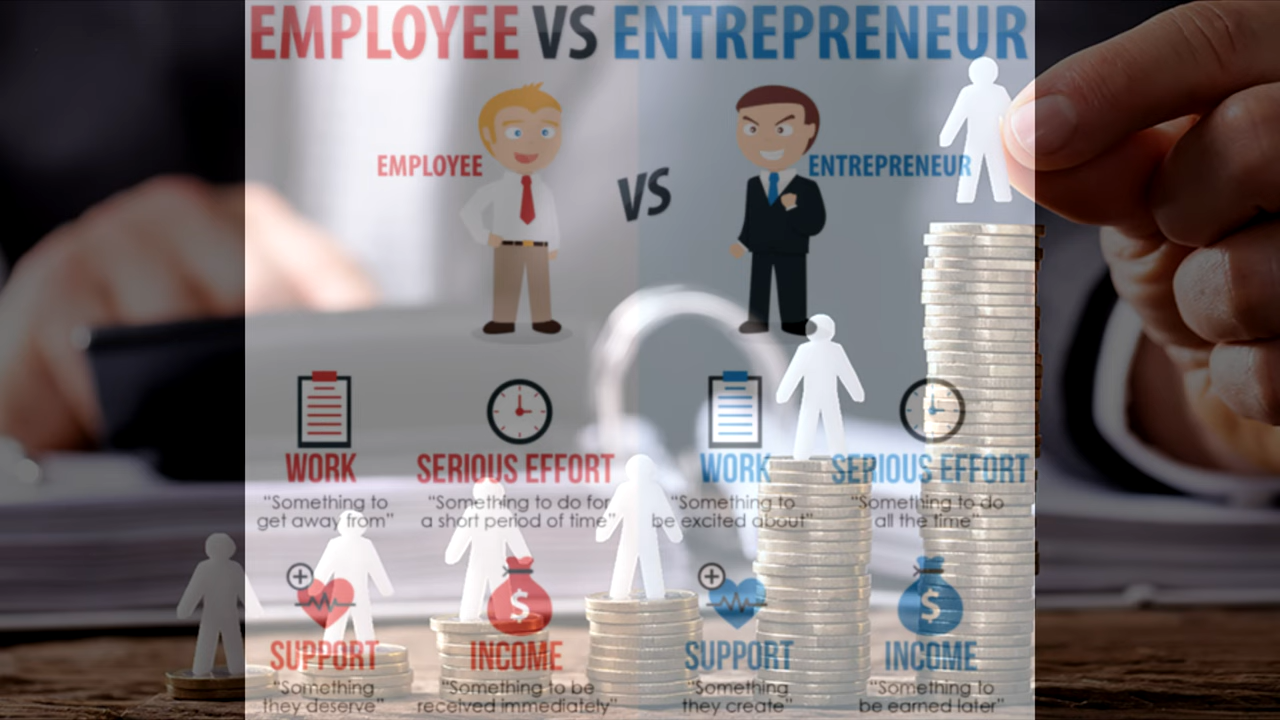 EMPLOYEE VS ENTREPRENEUR
EMPLOYEE
VS
ENTREPRENEUR
WORK
"Something to
get away from"
SERIOUS EFFORT
"Something to do for
a short period of time"
WORK
"Something to
be excited about"
SERIOUS EFFORT
"Something to do
all the time"
SUPPORT
"Something
they deserve"
$
INCOME
"Something to be
received immediately"
SUPPORT
"Something
they create"
$
INCOME
"Something to
be earned later"